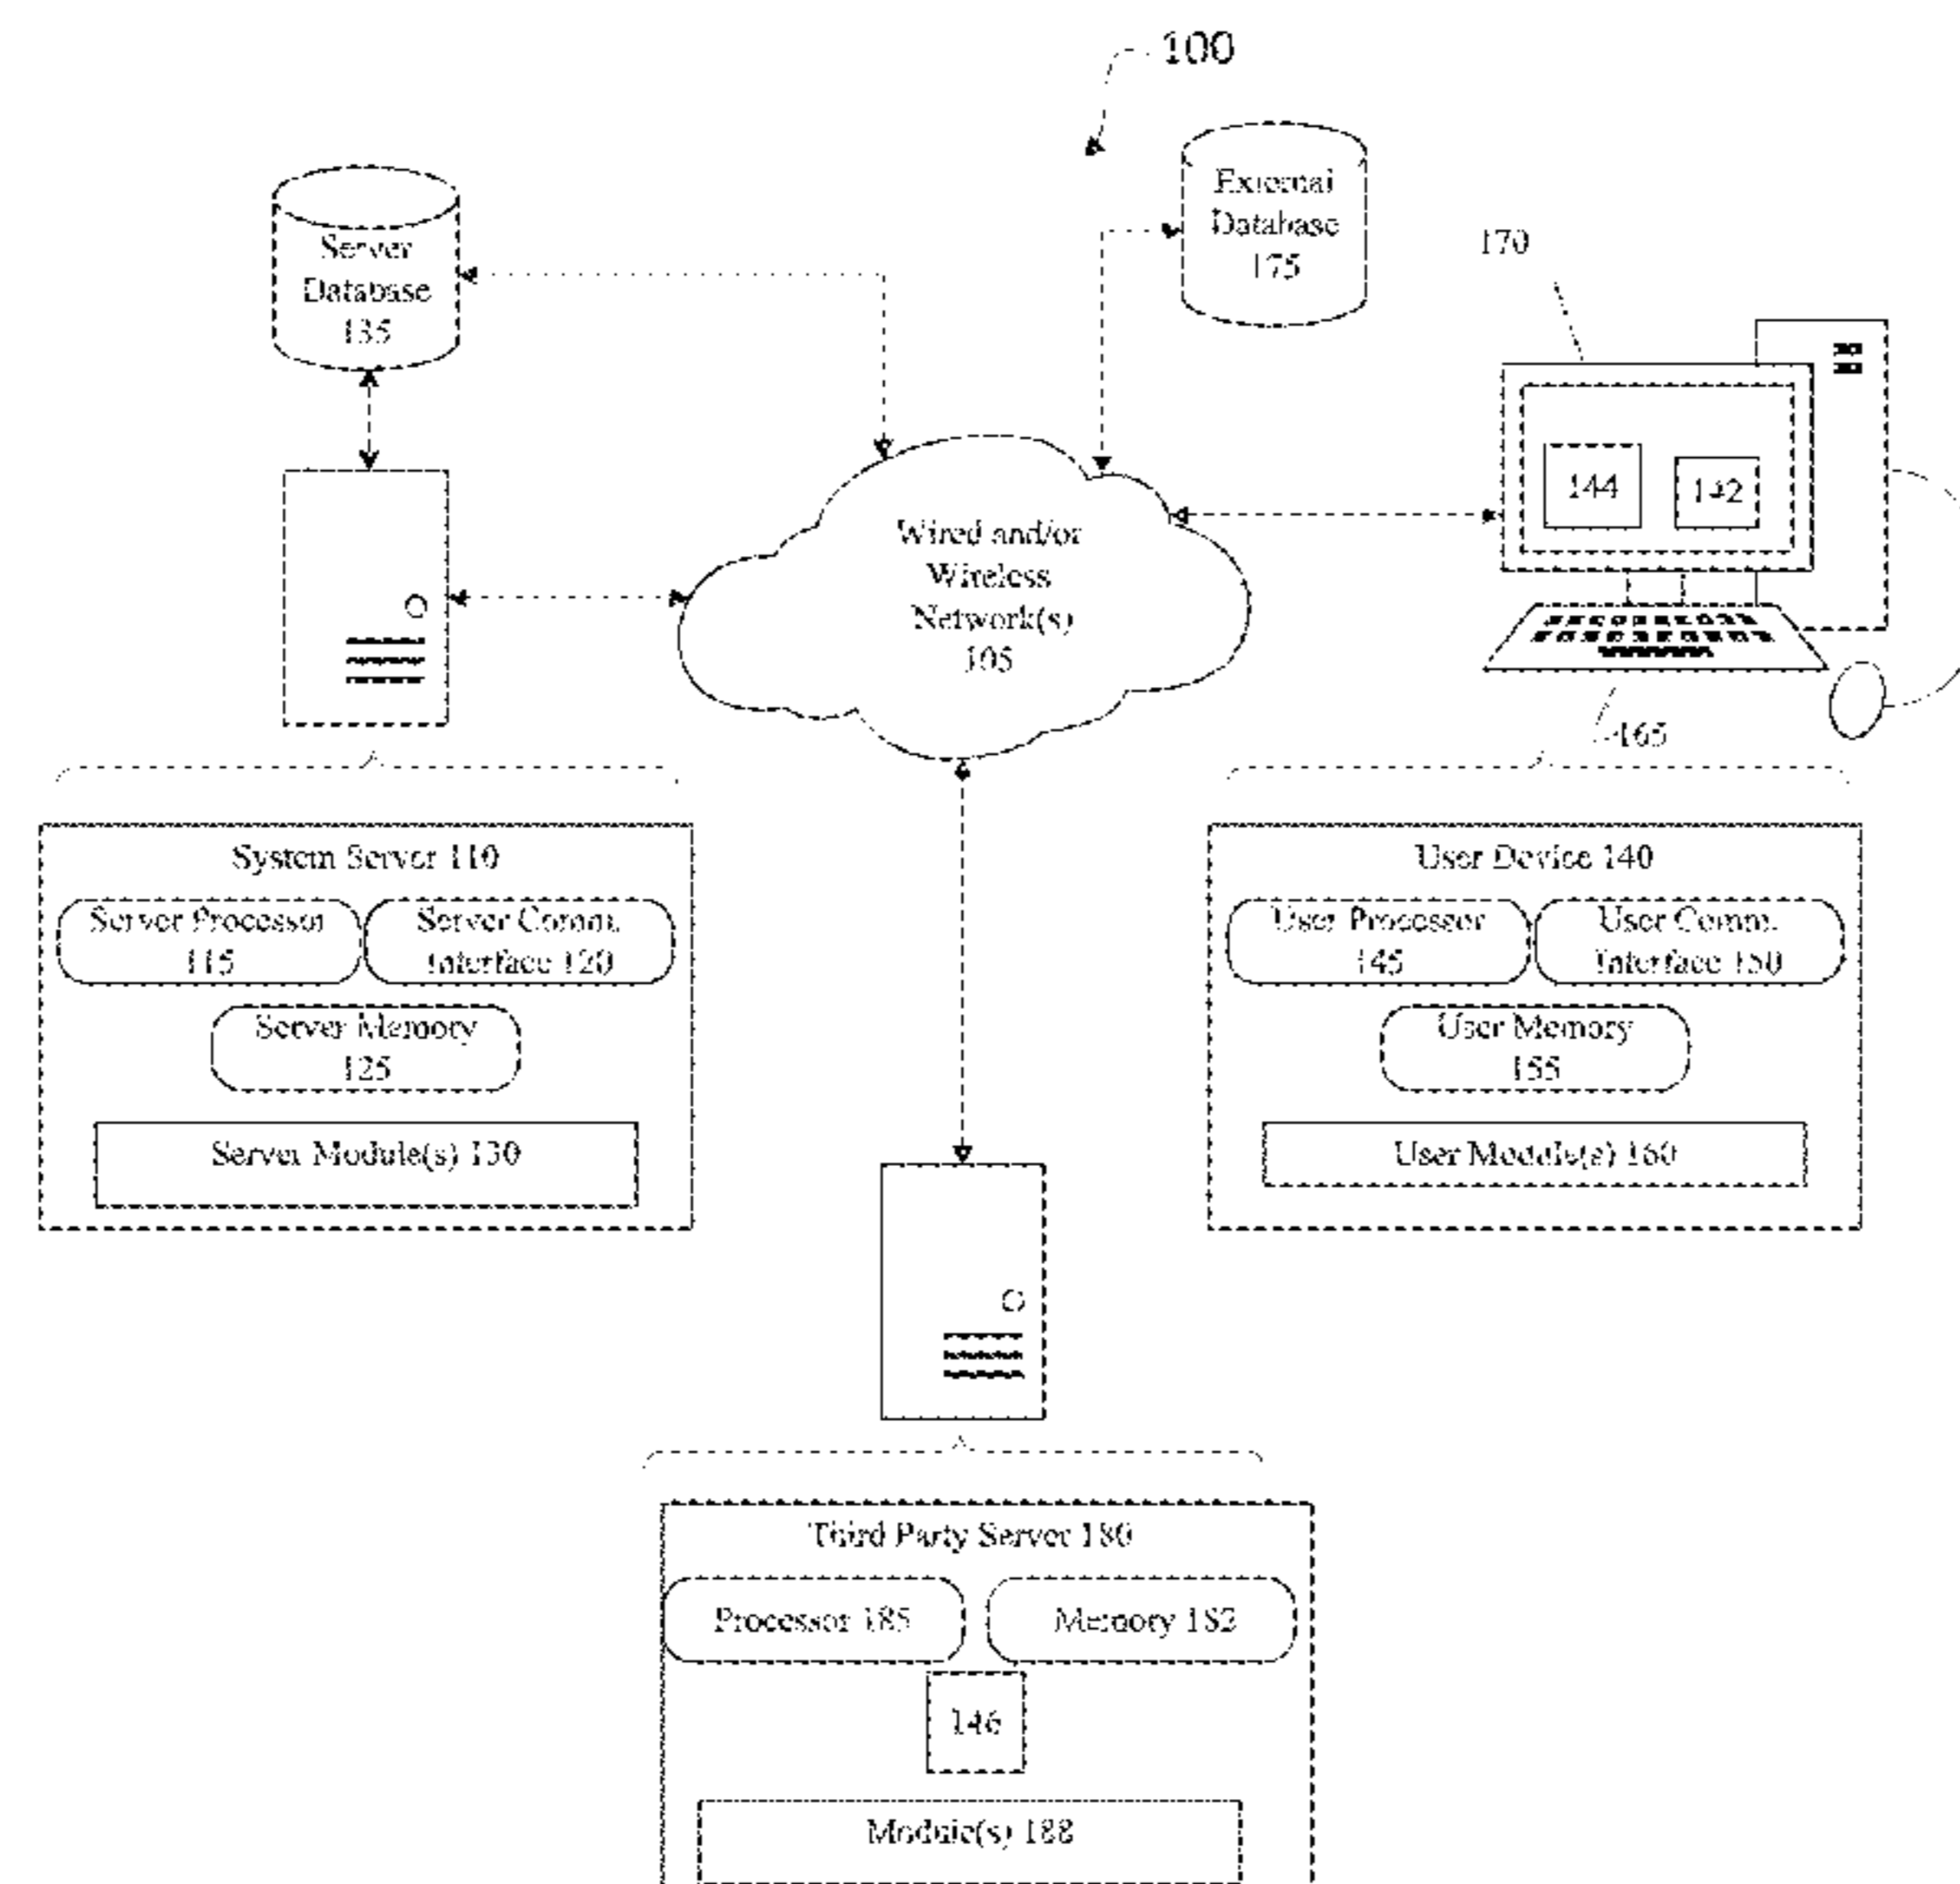 100
External
Database
175
Server
Database
135
170
144
142
Wired and/or
Wireless
Network(s)
105
165
System Server 110
Server Processor
115
Server Comm.
Interface 120
Server Memory
125
Server Module(s) 130
User Device 140
User Processor
145
User Comm.
Interface 150
User Memory
155
User Module(s) 160
Third Party Server 180
Processor 185
Memory 182
146
Module(s) 188